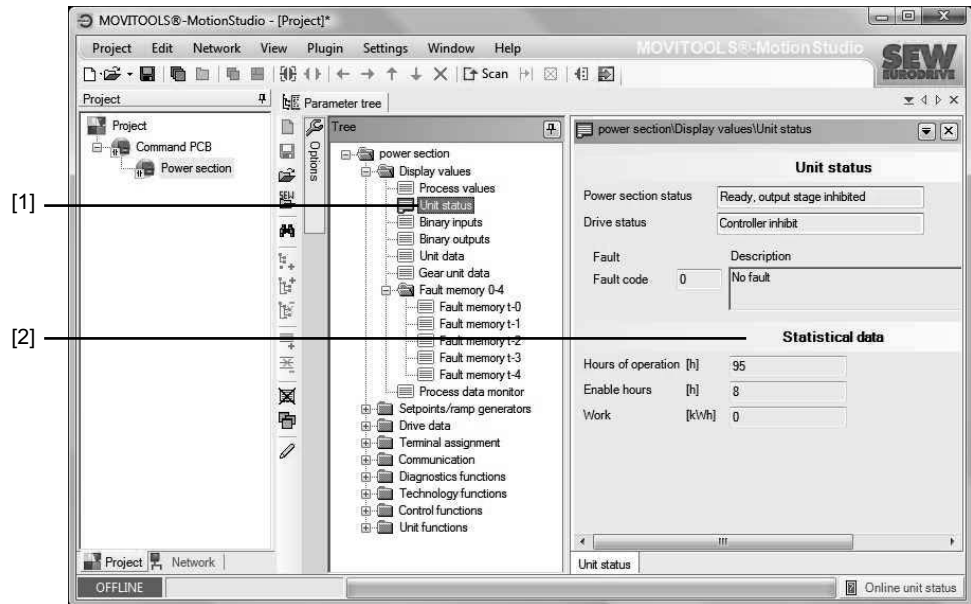 MOVITOOLS®-MotionStudio - [Project]*
Project Edit Network View Plugin Settings Window Help
MOVITOOLS®-MotionStudio
SEW
EURODRIVE
Scan
Project
Parameter tree
Project
Command PCB
Power section
Options
SEW
Tree
power section
Display values
Process values
[1]
Unit status
Binary inputs
Binary outputs
Unit data
Gear unit data
Fault memory 0-4
Fault memory t-0
Fault memory t-1
[2]
Fault memory t-2
Fault memory t-3
Fault memory t-4
Process data monitor
Setpoints/ramp generators
Drive data
Terminal assignment
Communication
Diagnostics functions
Technology functions
Control functions
Unit functions
power section\Display values\Unit status
Unit status
Power section status Ready, output stage inhibited
Drive status Controller inhibit
Fault Description
Fault code 0 No fault
Statistical data
Hours of operation [h] 95
Enable hours [h] 8
Work [kWh] 0
Project Network
Unit status
OFFLINE
Online unit status